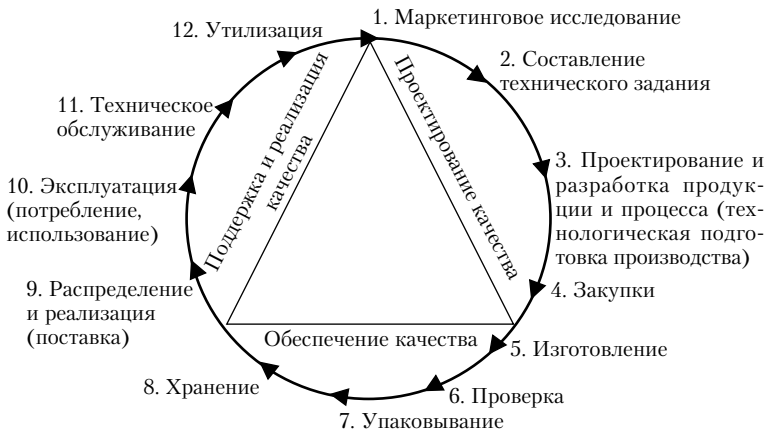 1. Маркетинговое исследование
2. Составление
технического задания
3. Проектирование и
разработка продук-
ции и процесса (тех-
нологическая подго-
товка производства)
4. Закупки
5. Изготовление
6. Проверка
7. Упаковывание
8. Хранение
9. Распределение
и реализация
(поставка)
10. Эксплуатация
(потребление,
использование)
11. Техническое
обслуживание
12. Утилизация
Проектирование качества
Обеспечение качества
Поддержка и реализация
качества